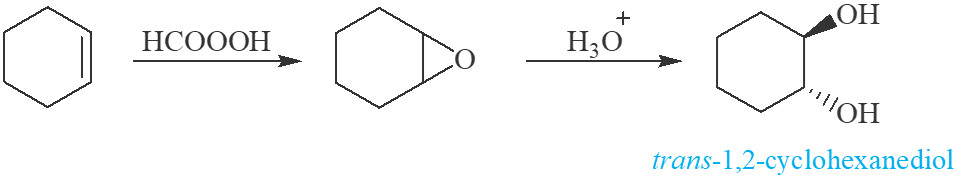 HCOOOH
O
H₃O⁺
OH
OH
trans-1,2-cyclohexanediol